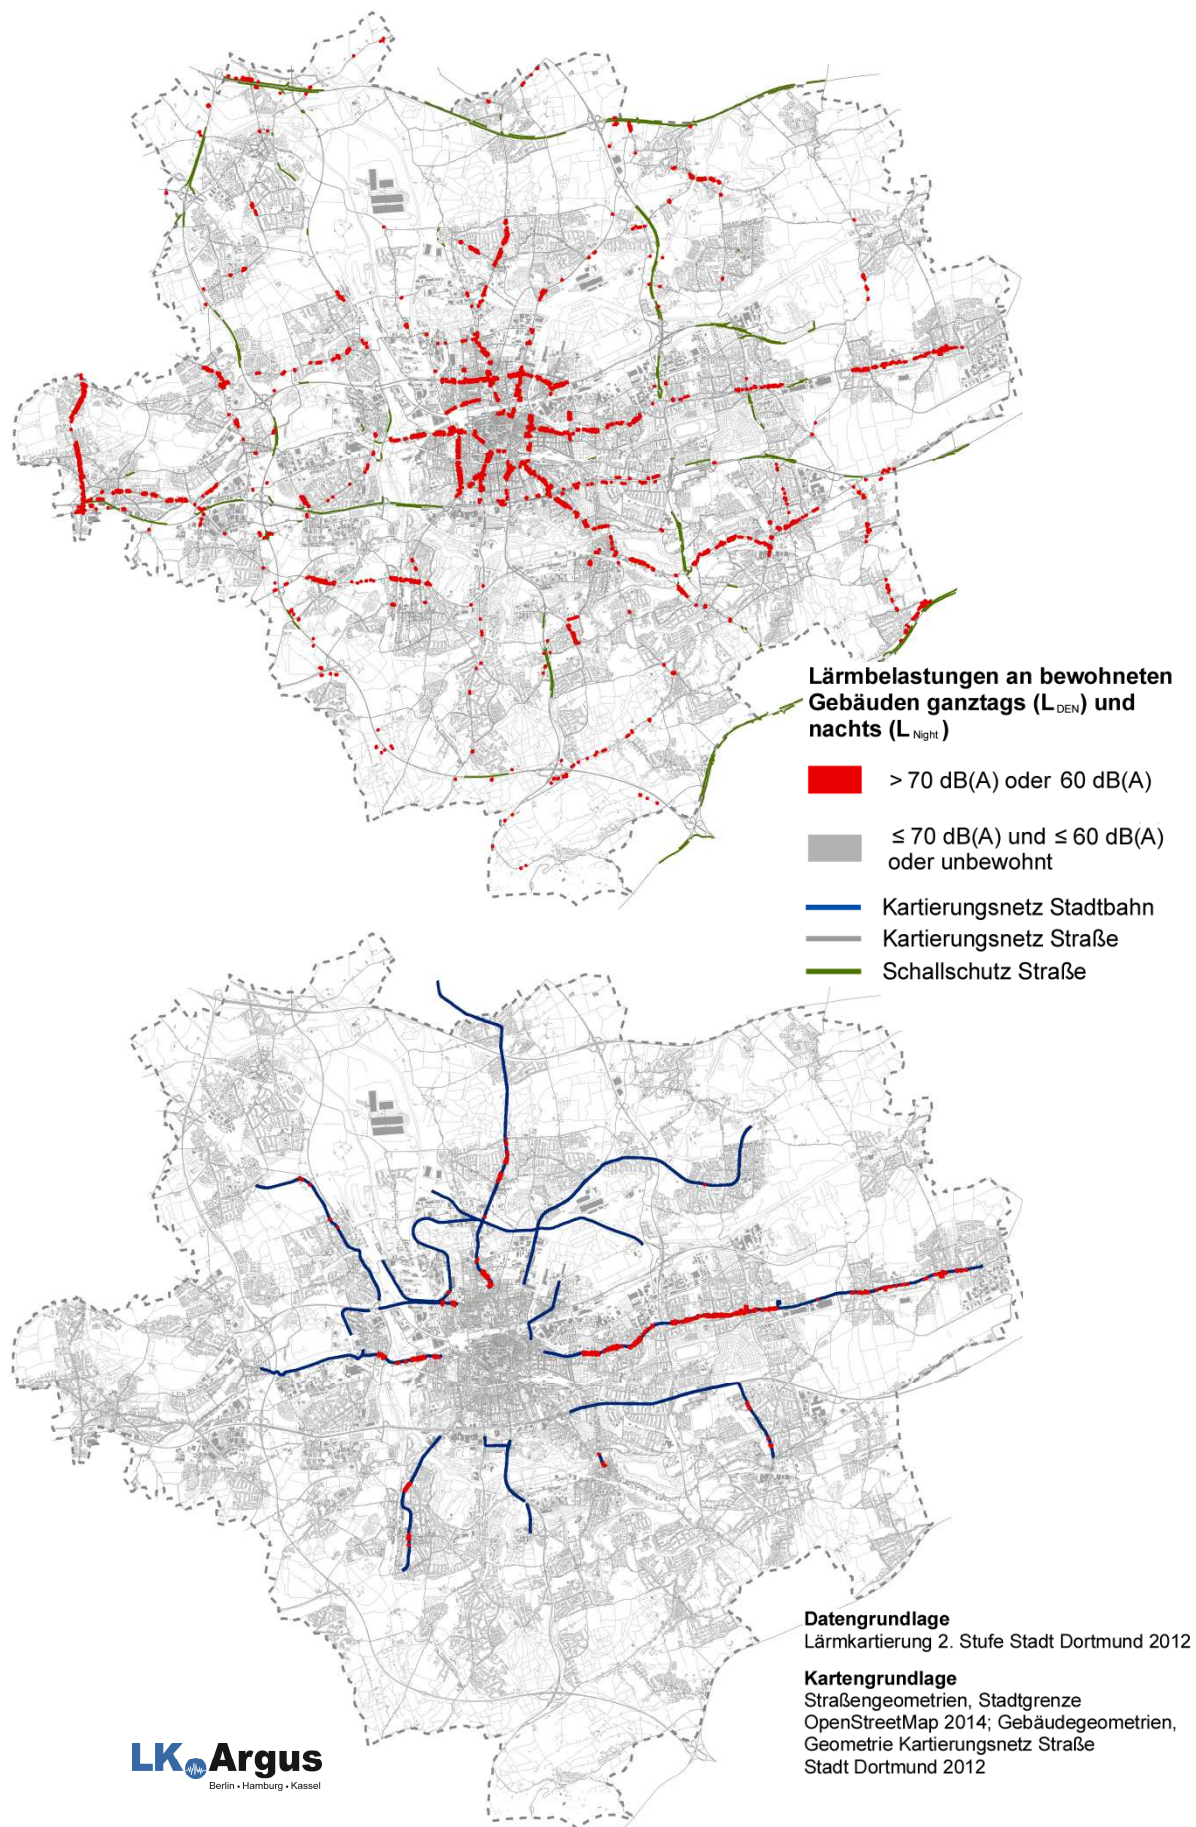 Lärmbelastungen an bewohneten
Gebäuden ganztags (L DEN) und
nachts (L Night)
> 70 dB(A) oder 60 dB(A)
≤ 70 dB(A) und ≤ 60 dB(A)
oder unbewohnt
Kartierungsnetz Stadtbahn
Kartierungsnetz Straße
Schallschutz Straße
Datengrundlage
Lärmkartierung 2. Stufe Stadt Dortmund 2012
Kartengrundlage
Straßengeometrien, Stadtgrenze
OpenStreetMap 2014; Gebäudegeometrien,
Geometrie Kartierungsnetz Straße
Stadt Dortmund 2012
LK Argus
Berlin • Hamburg • Kassel